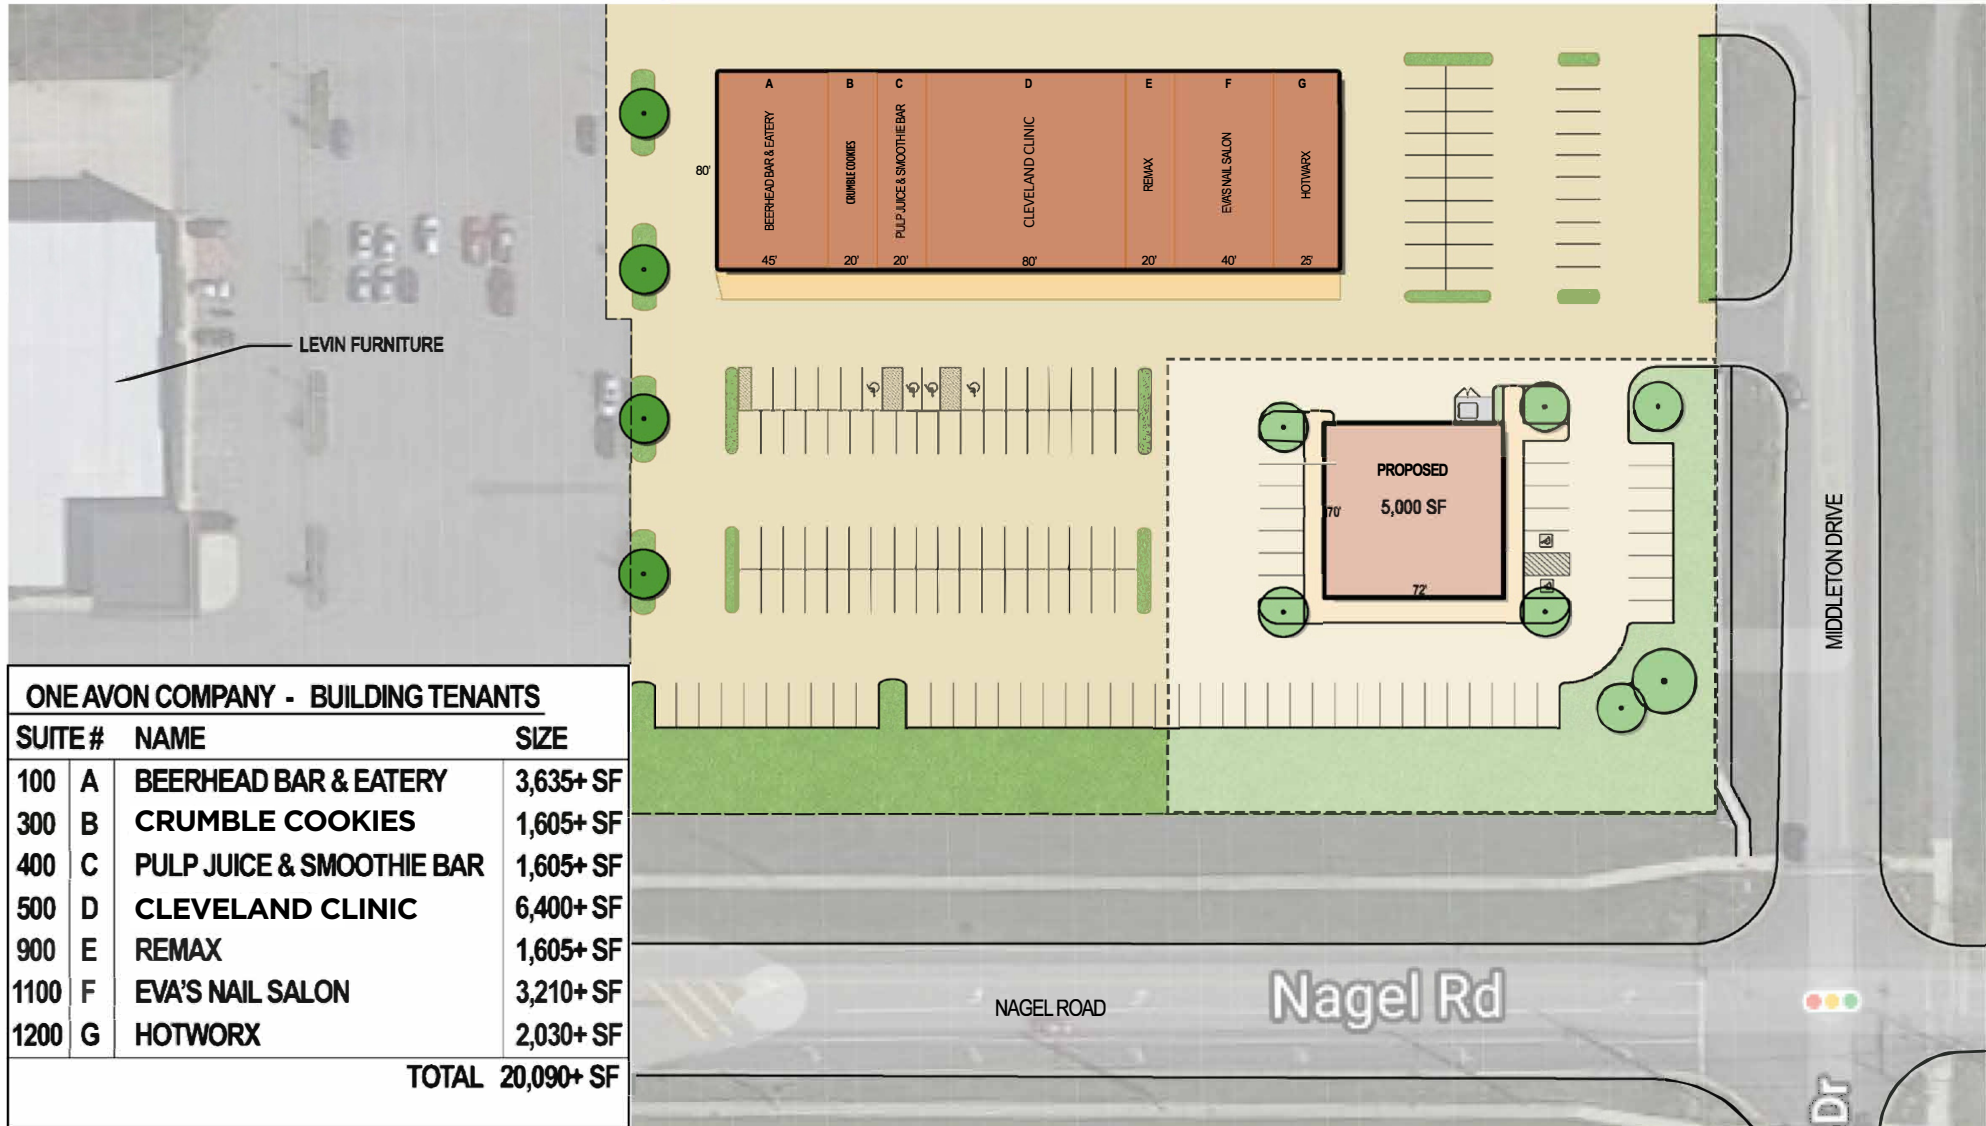 A B C D E F G
BEERHEAD BAR & EATERY
CRUMBLE COOKIES
PULP JUICE & SMOOTHIE BAR
CLEVELAND CLINIC
REMAX
EVA'S NAIL SALON
HOTWARX
80'
45' 20' 20' 80' 20' 40' 25'
LEVIN FURNITURE
PROPOSED
5,000 SF
70'
72'
MIDDLETON DRIVE
ONE AVON COMPANY - BUILDING TENANTS
SUITE # NAME SIZE
100 A BEERHEAD BAR & EATERY 3,635+ SF
300 B CRUMBLE COOKIES 1,605+ SF
400 C PULP JUICE & SMOOTHIE BAR 1,605+ SF
500 D CLEVELAND CLINIC 6,400+ SF
900 E REMAX 1,605+ SF
1100 F EVA'S NAIL SALON 3,210+ SF
1200 G HOTWORX 2,030+ SF
TOTAL 20,090+ SF
NAGEL ROAD
Nagel Rd
Dr